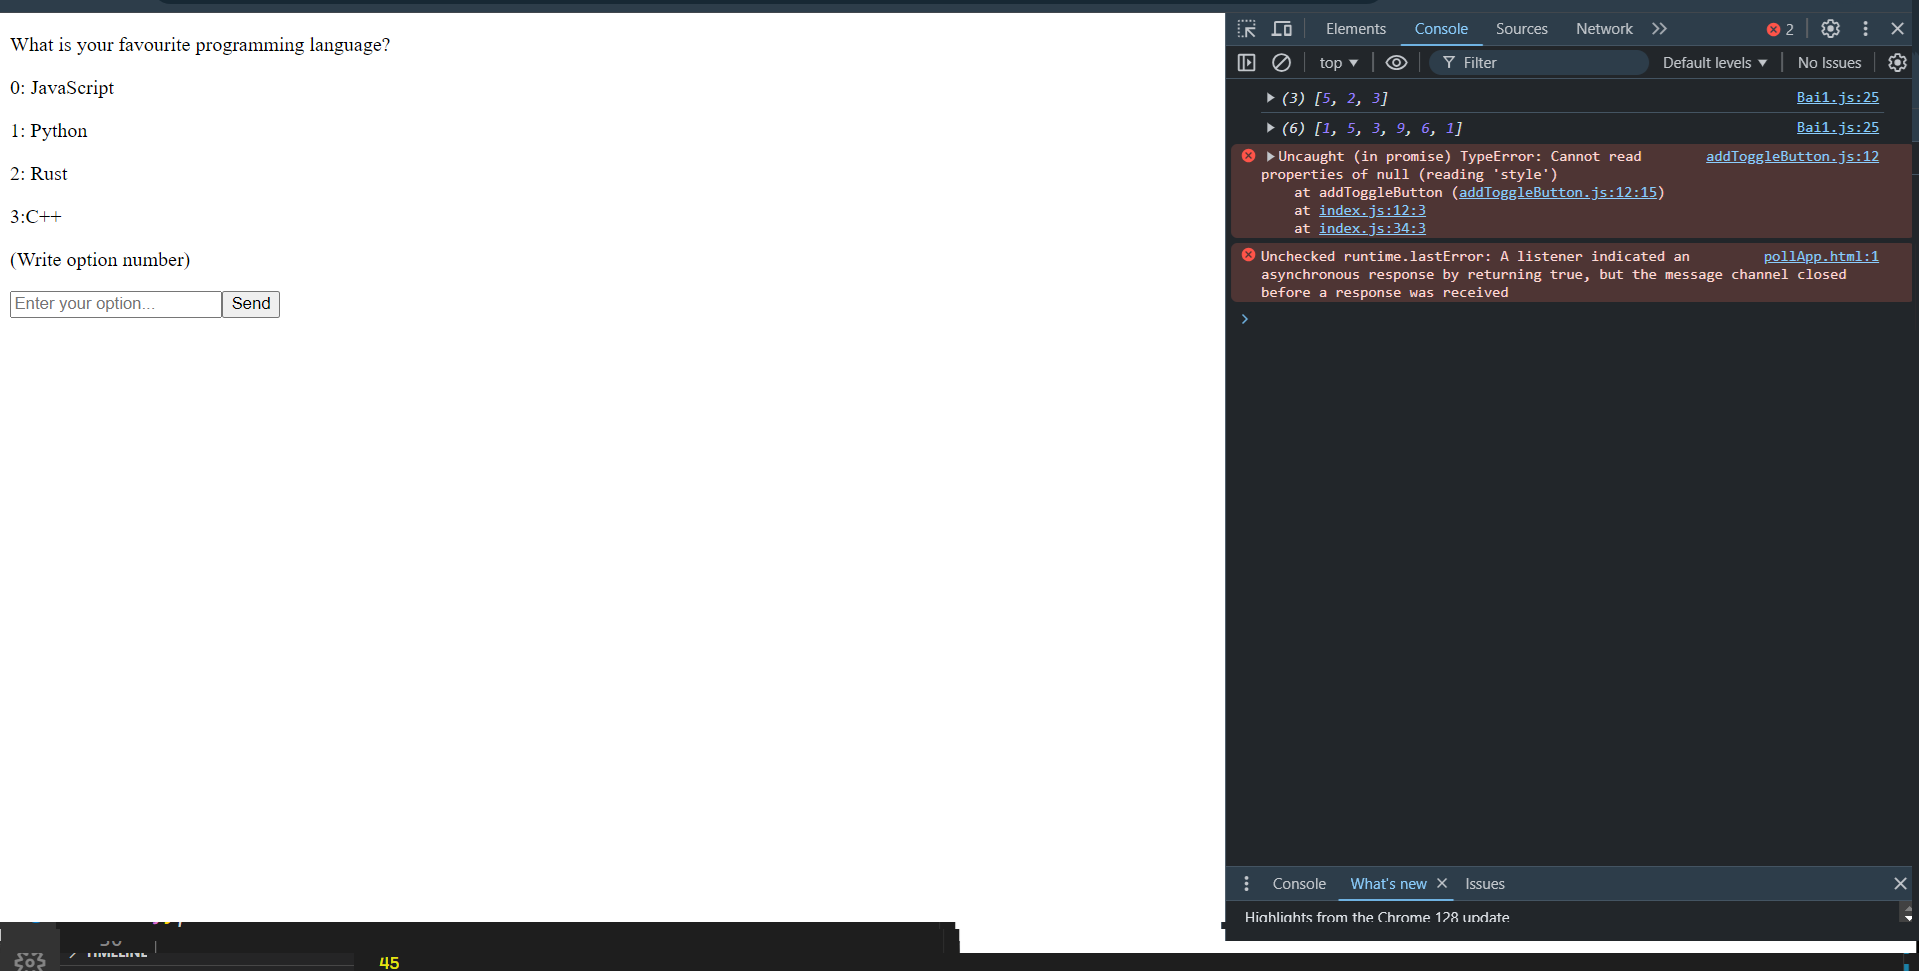 What is your favourite programming language?
0: JavaScript
1: Python
2: Rust
3:C++
(Write option number)
Enter your option...
Send
Elements Console Sources Network 2
top Filter Default levels No Issues
(3) [5, 2, 3] Bai1.js:25
(6) [1, 5, 3, 9, 6, 1] Bai1.js:25
Uncaught (in promise) TypeError: Cannot read addToggleButton.js:12
properties of null (reading 'style')
at addToggleButton (addToggleButton.js:12:15)
at index.js:12:3
at index.js:34:3
Unchecked runtime.lastError: A listener indicated an pollApp.html:1
asynchronous response by returning true, but the message channel closed
before a response was received
Console What's new Issues
Highlights from the Chrome 128 update
TIMELINE
45